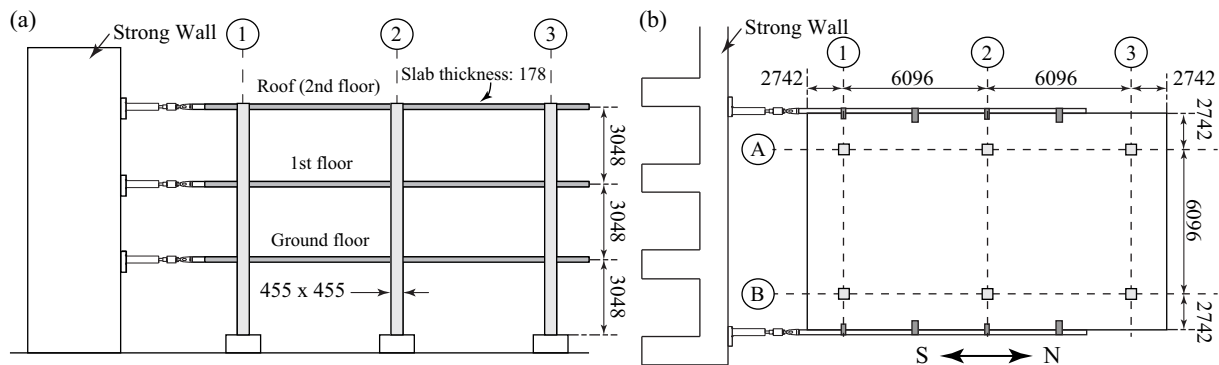 (a)
Strong Wall
1
2
3
Roof (2nd floor)
Slab thickness: 178
1st floor
Ground floor
455 x 455
3048
3048
3048
(b)
Strong Wall
1
2
3
2742
6096
6096
2742
A
B
2742
6096
2742
S
N